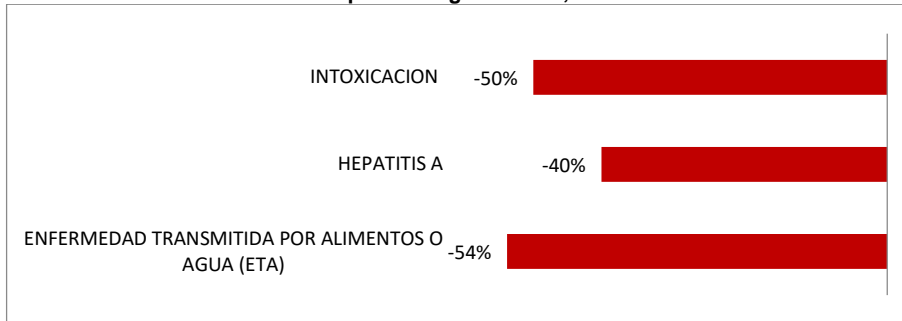 INTOXICACION -50%
HEPATITIS A -40%
ENFERMEDAD TRANSMITIDA POR ALIMENTOS O
AGUA (ETA) -54%